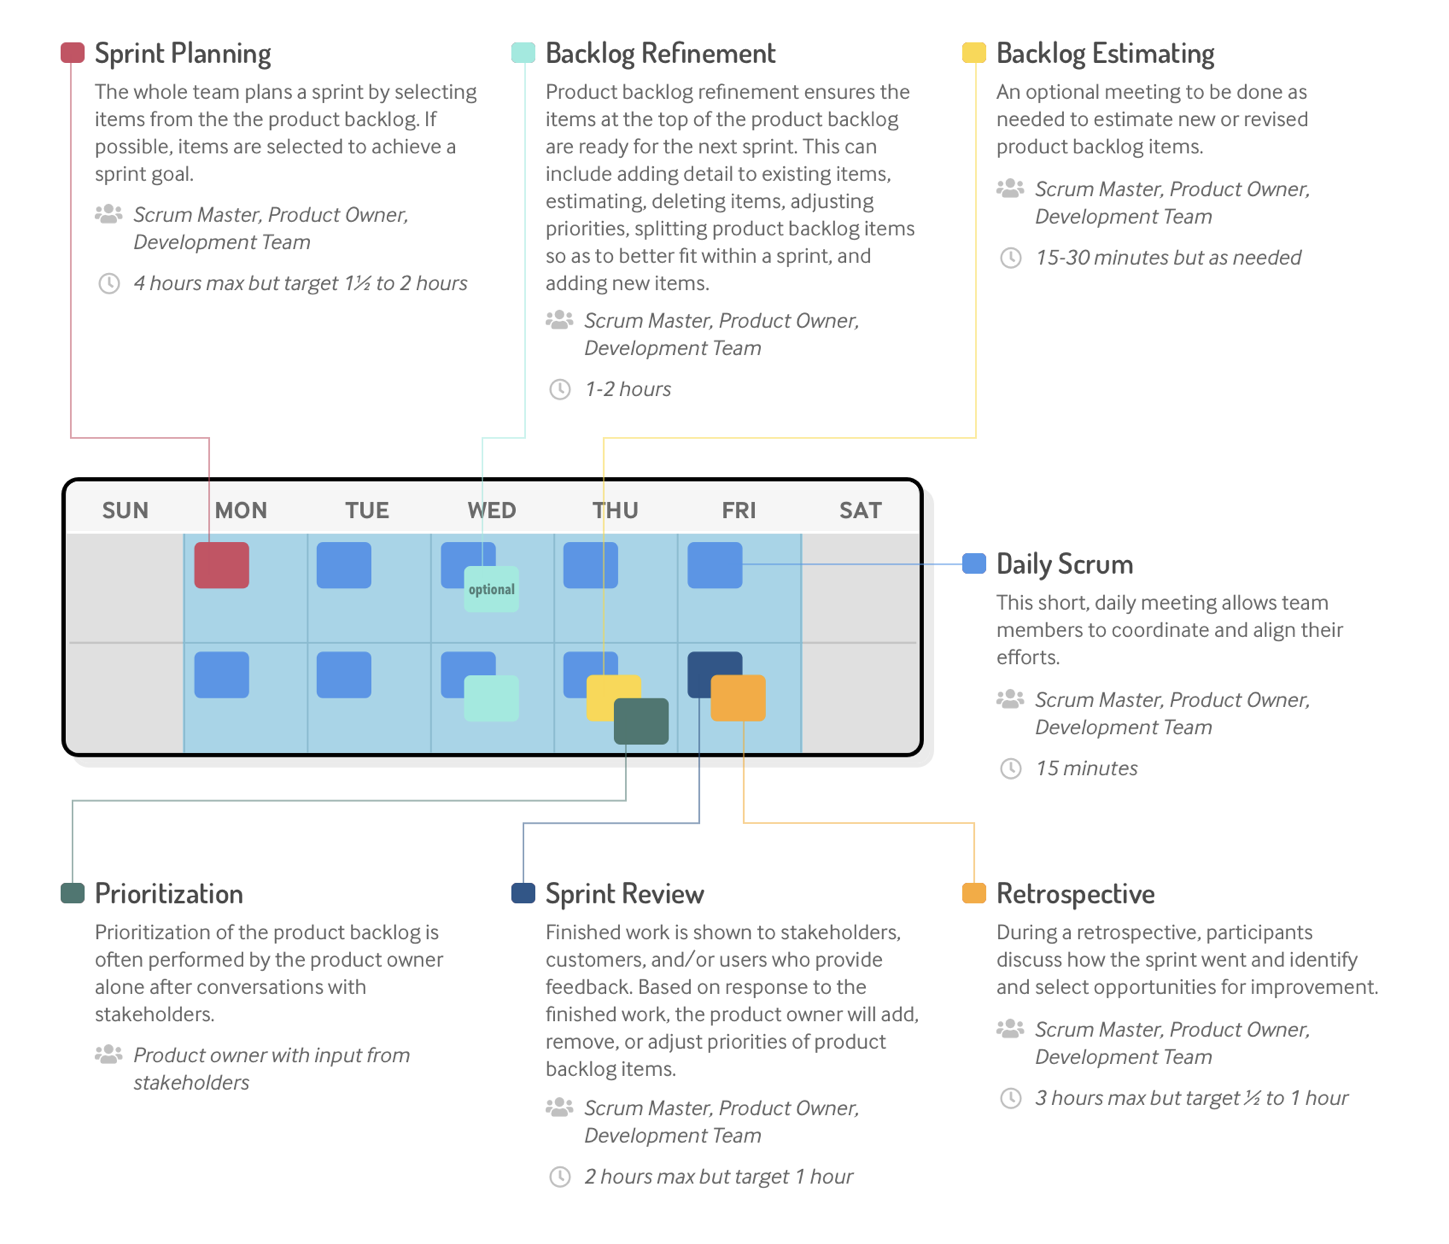 Sprint Planning
The whole team plans a sprint by selecting
items from the the product backlog. If
possible, items are selected to achieve a
sprint goal.
Scrum Master, Product Owner,
Development Team
4 hours max but target 1½ to 2 hours
Backlog Refinement
Product backlog refinement ensures the
items at the top of the product backlog
are ready for the next sprint. This can
include adding detail to existing items,
estimating, deleting items, adjusting
priorities, splitting product backlog items
so as to better fit within a sprint, and
adding new items.
Scrum Master, Product Owner,
Development Team
1-2 hours
Backlog Estimating
An optional meeting to be done as
needed to estimate new or revised
product backlog items.
Scrum Master, Product Owner,
Development Team
15-30 minutes but as needed
SUN MON TUE WED THU FRI SAT
optional
Daily Scrum
This short, daily meeting allows team
members to coordinate and align their
efforts.
Scrum Master, Product Owner,
Development Team
15 minutes
Prioritization
Prioritization of the product backlog is
often performed by the product owner
alone after conversations with
stakeholders.
Product owner with input from
stakeholders
Sprint Review
Finished work is shown to stakeholders,
customers, and/or users who provide
feedback. Based on response to the
finished work, the product owner will add,
remove, or adjust priorities of product
backlog items.
Scrum Master, Product Owner,
Development Team
2 hours max but target 1 hour
Retrospective
During a retrospective, participants
discuss how the sprint went and identify
and select opportunities for improvement.
Scrum Master, Product Owner,
Development Team
3 hours max but target ½ to 1 hour